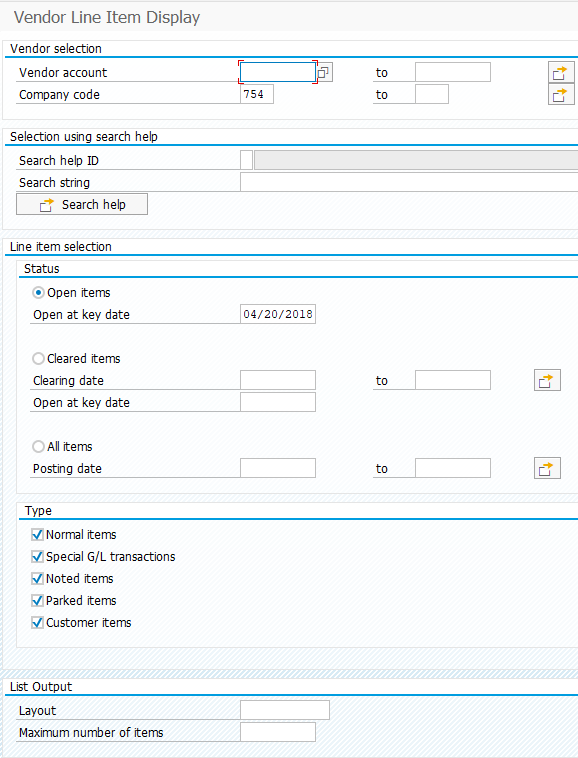 Vendor Line Item Display
Vendor selection
Vendor account to
Company code 754 to
Selection using search help
Search help ID
Search string
Search help
Line item selection
Status
Open items
Open at key date 04/20/2018
Cleared items
Clearing date to
Open at key date
All items
Posting date to
Type
Normal items
Special G/L transactions
Noted items
Parked items
Customer items
List Output
Layout
Maximum number of items